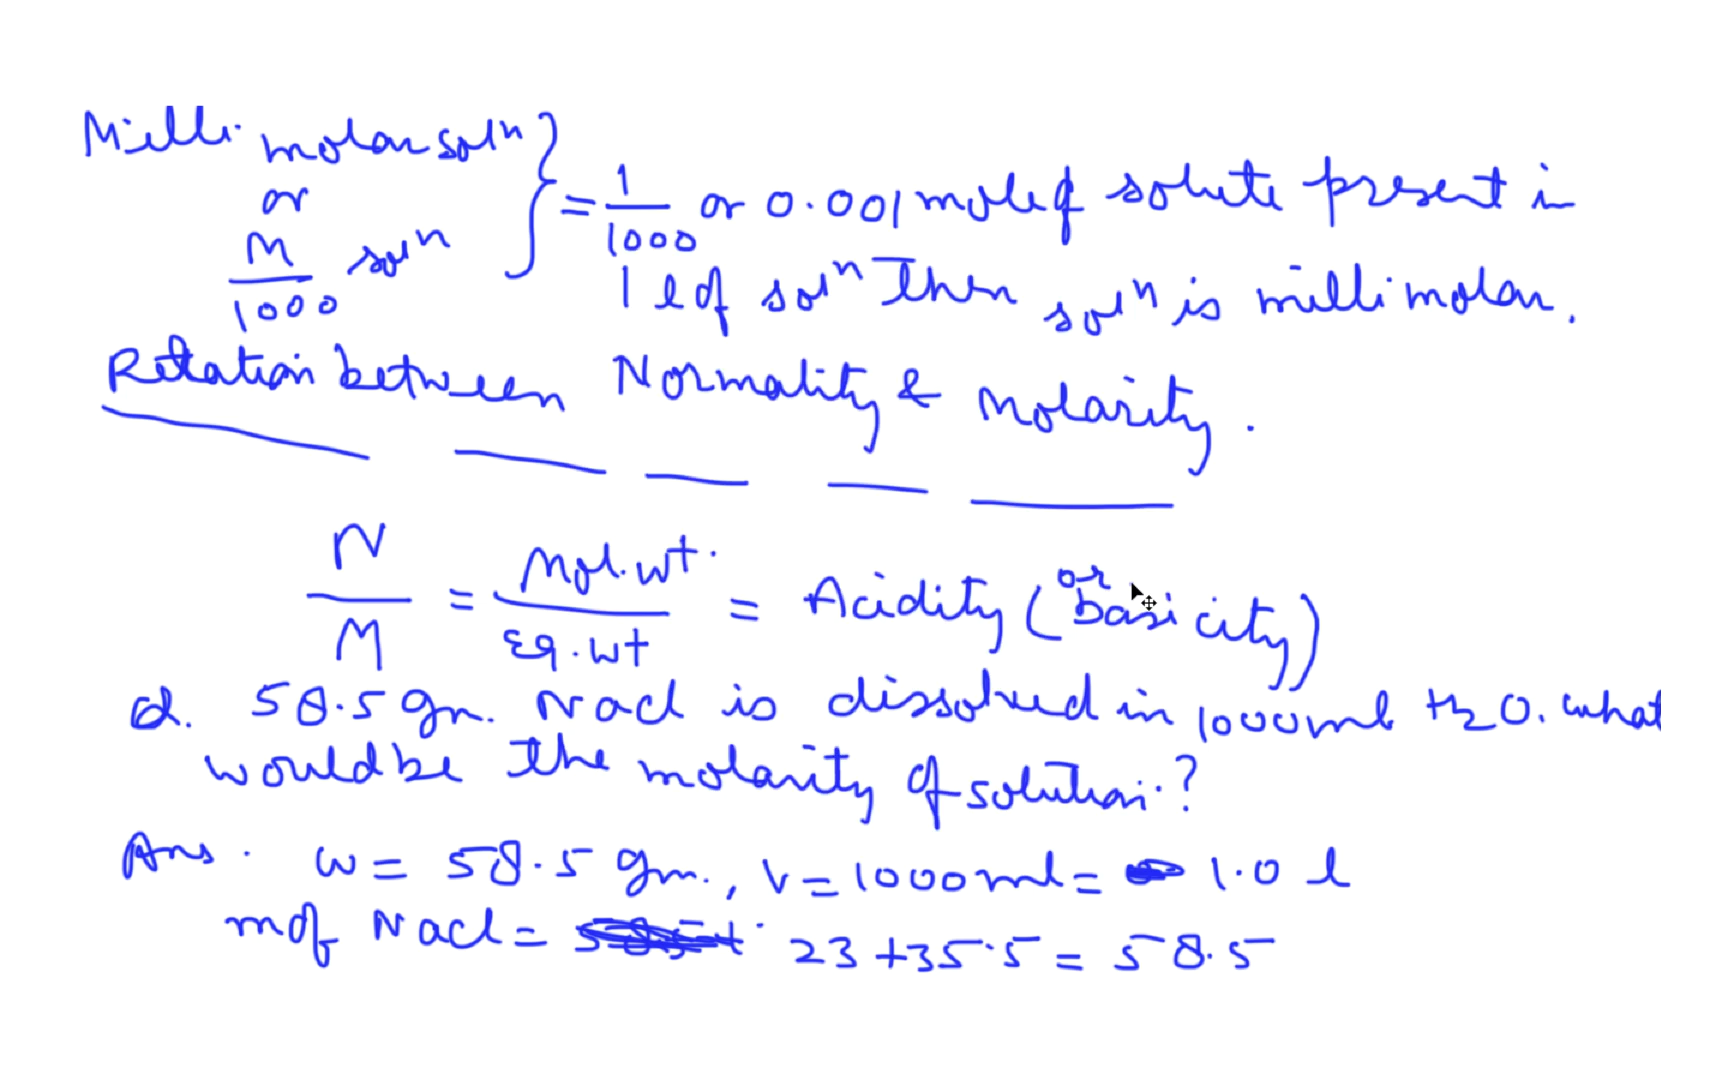 Milli molar solⁿ
or
M/1000 solⁿ } = 1/1000 or 0.001 mole of solute present in
1 l of solⁿ Then solⁿ is milli molar.
Relation between Normality & Molarity.
N/M = Mol. wt. / Eq. wt = Acidity (or basicity)
Q. 58.5 gm. NaCl is dissolved in 1000 ml H2O. What
would be the molarity of solution.?
Ans. w = 58.5 gm., V = 1000 ml = 1.0 l
m of NaCl = 23 + 35.5 = 58.5